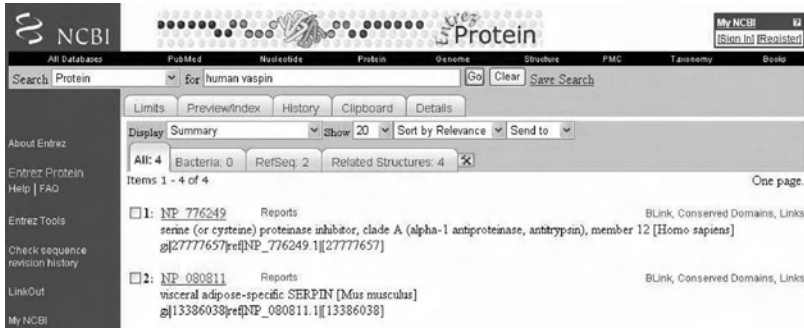 NCBI
Entrez Protein
My NCBI
[Sign In] [Register]
All Databases PubMed Nucleotide Protein Genome Structure PMC Taxonomy Books
Search Protein for human vaspin Go Clear Save Search
Limits Preview/Index History Clipboard Details
Display Summary Show 20 Sort by Relevance Send to
All: 4 Bacteria: 0 RefSeq: 2 Related Structures: 4
Items 1 - 4 of 4 One page.
1: NP_776249 Reports BLink, Conserved Domains, Links
serine (or cysteine) proteinase inhibitor, clade A (alpha-1 antiproteinase, antitrypsin), member 12 [Homo sapiens]
gi|27777657|ref|NP_776249.1|[27777657]
2: NP_080811 Reports BLink, Conserved Domains, Links
visceral adipose-specific SERPIN [Mus musculus]
gi|13386038|ref|NP_080811.1|[13386038]
About Entrez
Entrez Protein
Help | FAQ
Entrez Tools
Check sequence
revision history
LinkOut
My NCBI